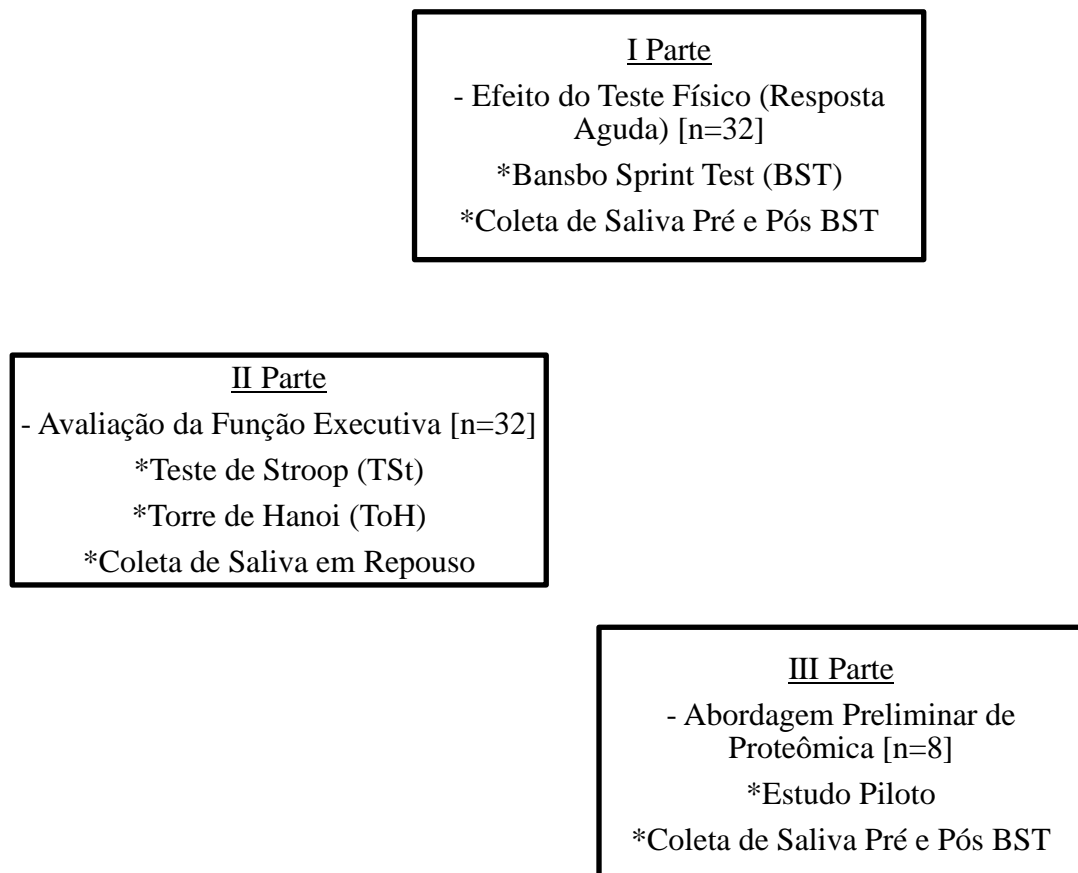 I Parte
- Efeito do Teste Físico (Resposta
Aguda) [n=32]
*Bansbo Sprint Test (BST)
*Coleta de Saliva Pré e Pós BST
II Parte
- Avaliação da Função Executiva [n=32]
*Teste de Stroop (TSt)
*Torre de Hanoi (ToH)
*Coleta de Saliva em Repouso
III Parte
- Abordagem Preliminar de
Proteômica [n=8]
*Estudo Piloto
*Coleta de Saliva Pré e Pós BST